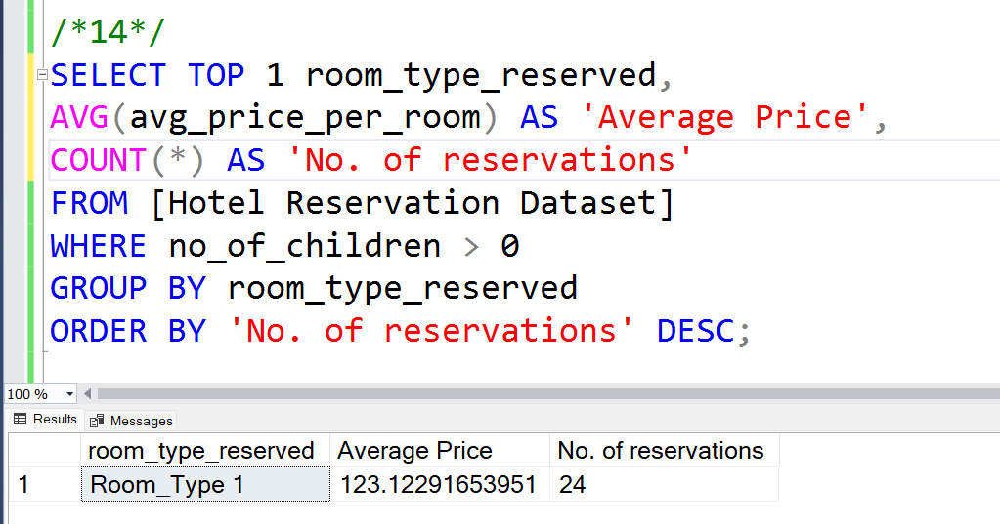 /*14*/
SELECT TOP 1 room_type_reserved,
AVG(avg_price_per_room) AS 'Average Price',
COUNT(*) AS 'No. of reservations'
FROM [Hotel Reservation Dataset]
WHERE no_of_children > 0
GROUP BY room_type_reserved
ORDER BY 'No. of reservations' DESC;
100 %
Results Messages
room_type_reserved Average Price No. of reservations
1 Room_Type 1 123.12291653951 24